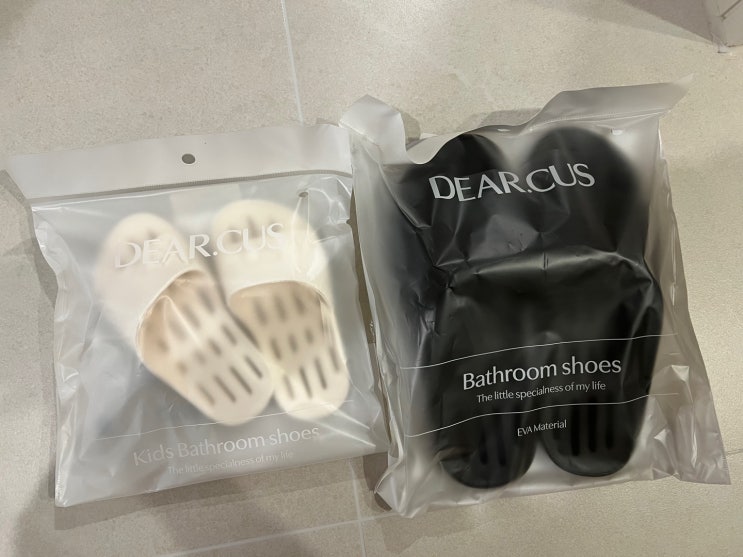 DEAR.CUS
Kids Bathroom shoes
The little specialness of my life
DEAR.CUS
Bathroom shoes
The little specialness of my life
EVA Material